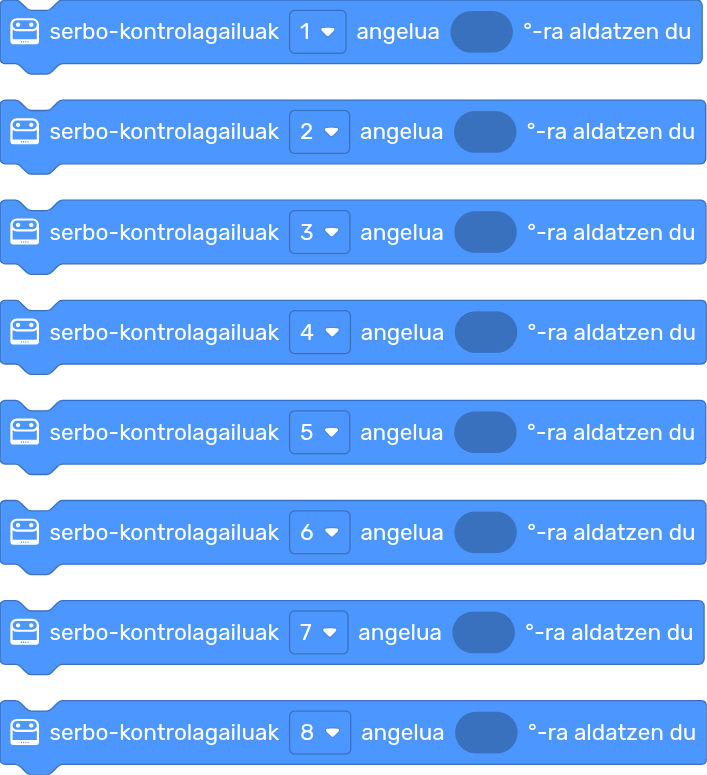 serbo-kontrolagailuak 1 angelua °-ra aldatzen du
serbo-kontrolagailuak 2 angelua °-ra aldatzen du
serbo-kontrolagailuak 3 angelua °-ra aldatzen du
serbo-kontrolagailuak 4 angelua °-ra aldatzen du
serbo-kontrolagailuak 5 angelua °-ra aldatzen du
serbo-kontrolagailuak 6 angelua °-ra aldatzen du
serbo-kontrolagailuak 7 angelua °-ra aldatzen du
serbo-kontrolagailuak 8 angelua °-ra aldatzen du